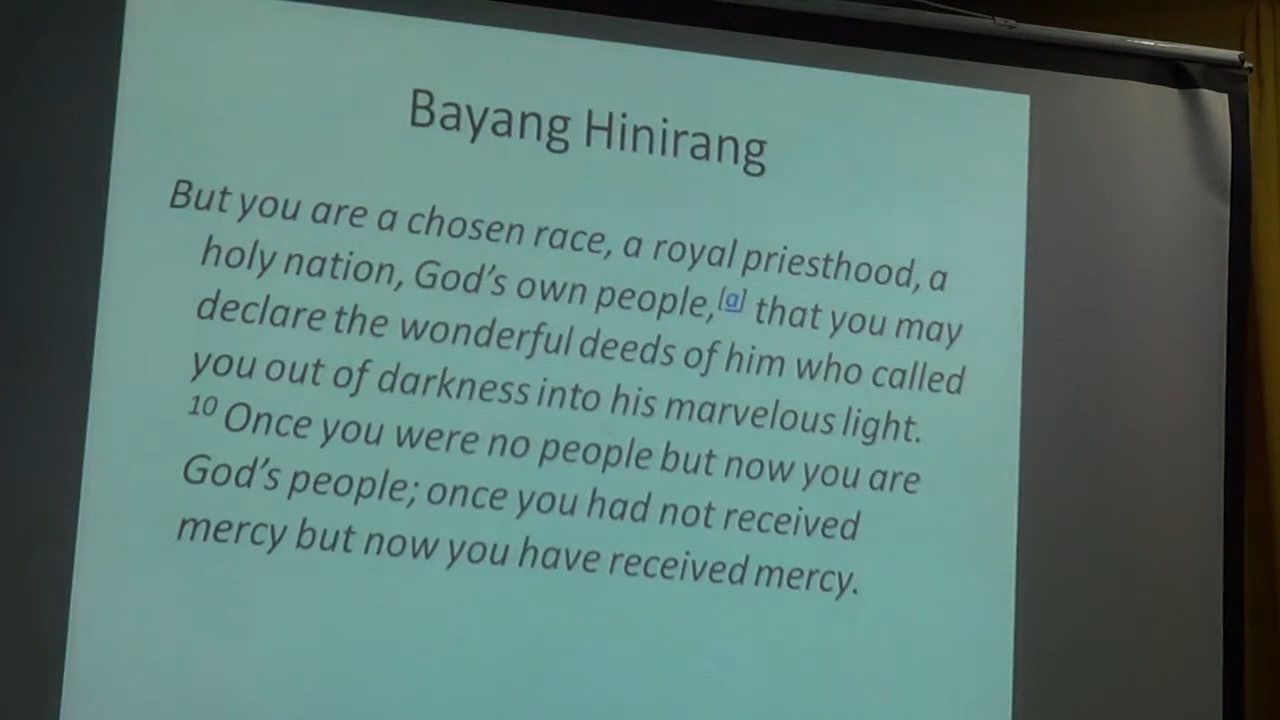 Bayang Hinirang
But you are a chosen race, a royal priesthood, a
holy nation, God’s own people,[a] that you may
declare the wonderful deeds of him who called
you out of darkness into his marvelous light.
10 Once you were no people but now you are
God’s people; once you had not received
mercy but now you have received mercy.